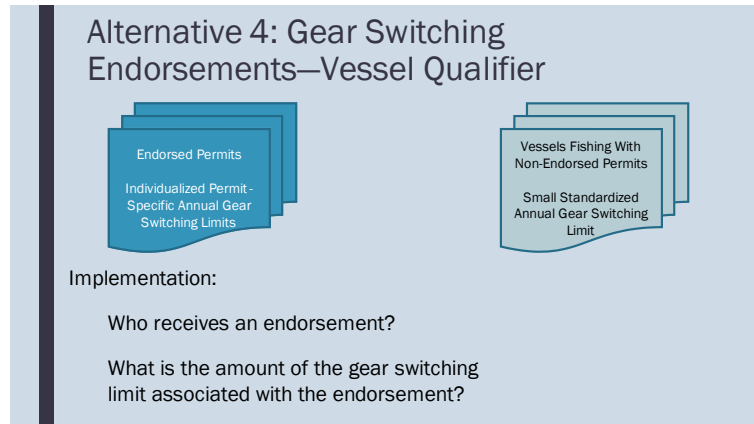 Alternative 4: Gear Switching
Endorsements—Vessel Qualifier
Endorsed Permits
Individualized Permit-
Specific Annual Gear
Switching Limits
Vessels Fishing With
Non-Endorsed Permits
Small Standardized
Annual Gear Switching
Limit
Implementation:
Who receives an endorsement?
What is the amount of the gear switching
limit associated with the endorsement?